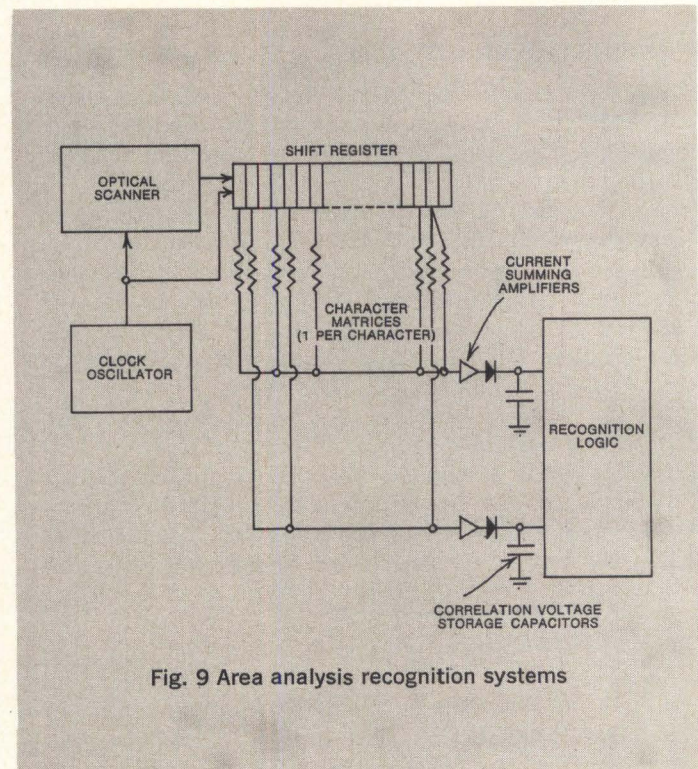 SHIFT REGISTER
OPTICAL
SCANNER
CURRENT
SUMMING
AMPLIFIERS
CHARACTER
MATRICES
(1 PER CHARACTER)
CLOCK
OSCILLATOR
RECOGNITION
LOGIC
CORRELATION VOLTAGE
STORAGE CAPACITORS
Fig. 9 Area analysis recognition systems